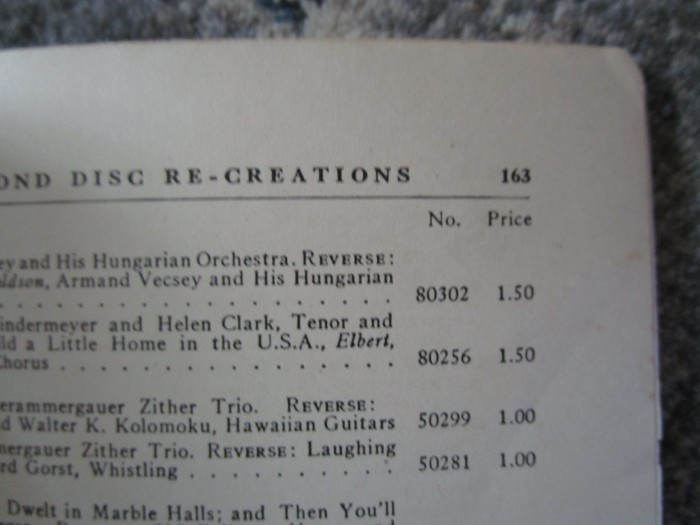 OND DISC RE-CREATIONS 163
No. Price
ey and His Hungarian Orchestra. REVERSE:
aldson, Armand Vecsey and His Hungarian
. . . . . . . . . . . . . . . . . . 80302 1.50
indermeyer and Helen Clark, Tenor and
ld a Little Home in the U.S.A., Elbert,
Chorus . . . . . . . . . . . . . . . 80256 1.50
erammergauer Zither Trio. REVERSE:
d Walter K. Kolomoku, Hawaiian Guitars 50299 1.00
mergauer Zither Trio. REVERSE: Laughing
rd Gorst, Whistling . . . . . . . . . . 50281 1.00
Dwelt in Marble Halls; and Then You'll